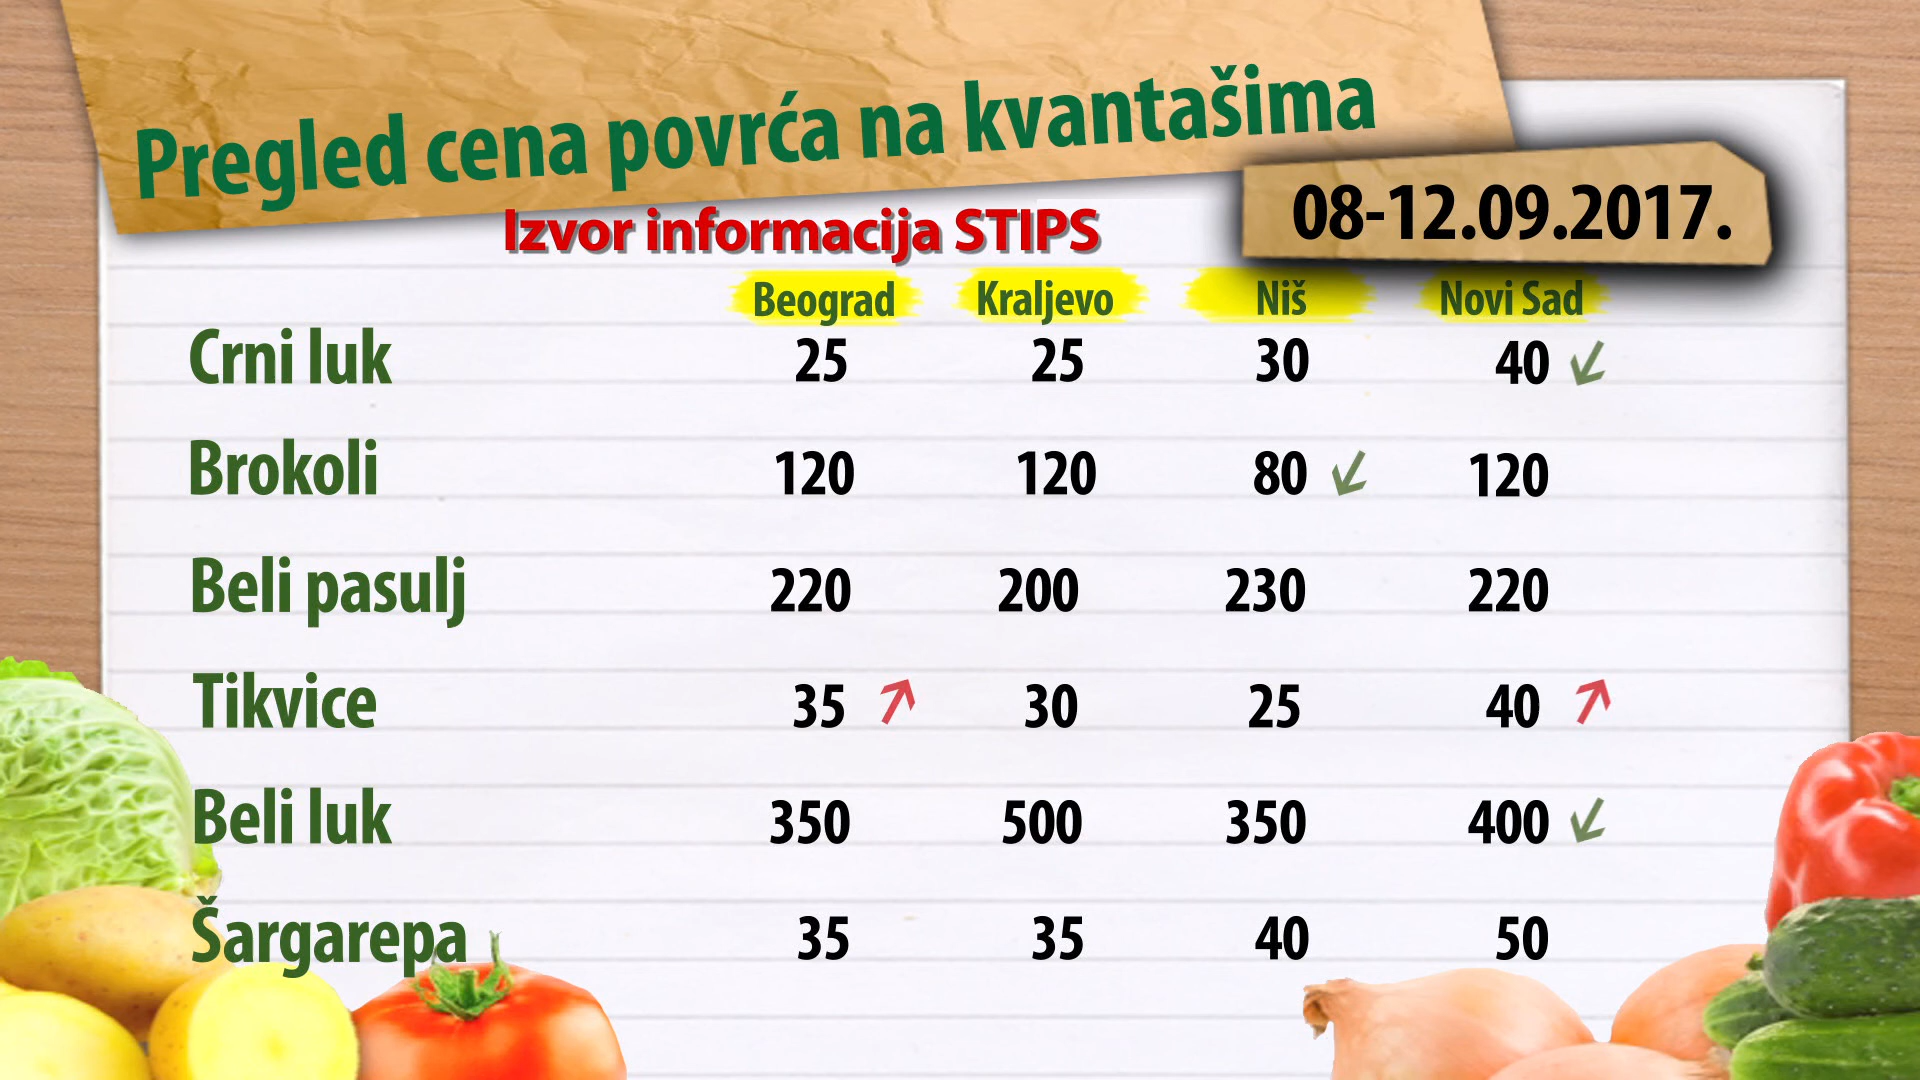 Pregled cena povrća na kvantašima
08-12.09.2017.
Izvor informacija STIPS
Beograd Kraljevo Niš Novi Sad
Crni luk 25 25 30 40
Brokoli 120 120 80 120
Beli pasulj 220 200 230 220
Tikvice 35 30 25 40
Beli luk 350 500 350 400
Šargarepa 35 35 40 50